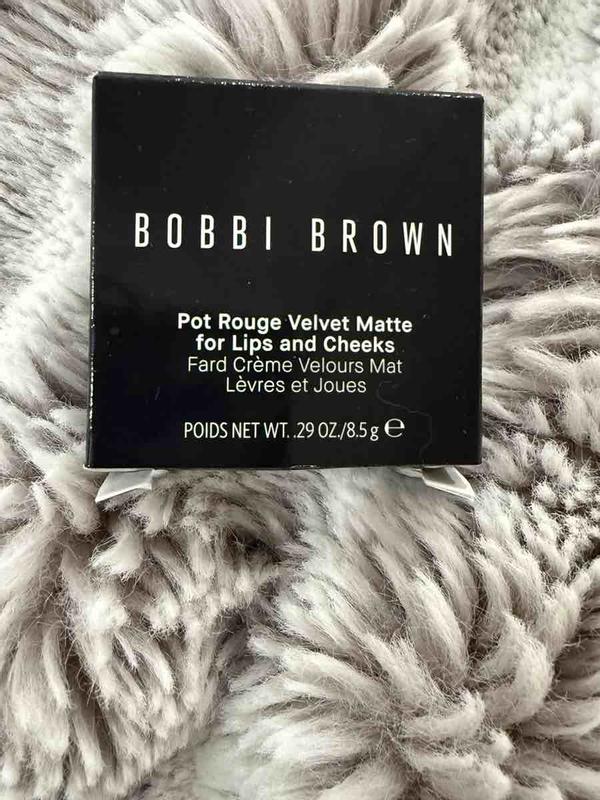 BOBBI BROWN
Pot Rouge Velvet Matte
for Lips and Cheeks
Fard Crème Velours Mat
Lèvres et Joues
POIDS NET WT. .29 OZ./8.5 g ℮